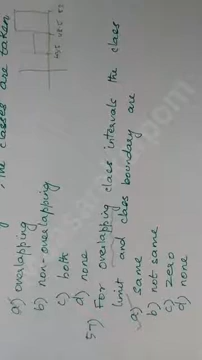 , the classes are taken
a) overlapping
b) non-overlapping
c) both
d) none
57) For overlapping class intervals the class
limit and class boundary are
a) same
b) not same
c) zero
d) none